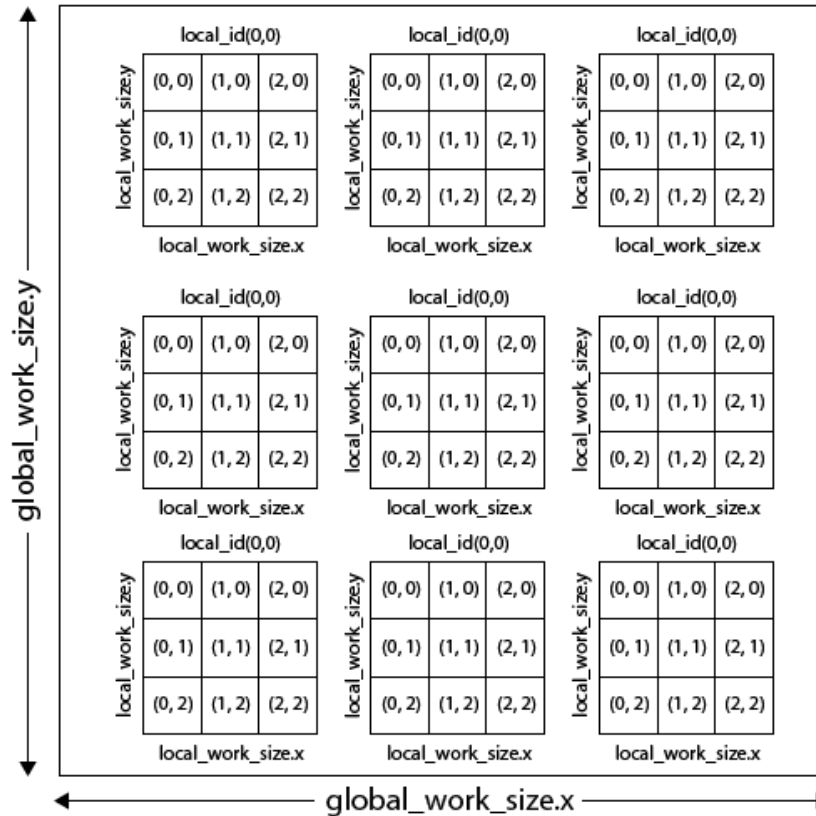 local_id(0,0) local_id(0,0) local_id(0,0)
local_work_size.y (0, 0) (1, 0) (2, 0) local_work_size.y (0, 0) (1, 0) (2, 0) local_work_size.y (0, 0) (1, 0) (2, 0)
(0, 1) (1, 1) (2, 1) (0, 1) (1, 1) (2, 1) (0, 1) (1, 1) (2, 1)
(0, 2) (1, 2) (2, 2) (0, 2) (1, 2) (2, 2) (0, 2) (1, 2) (2, 2)
local_work_size.x local_work_size.x local_work_size.x
global_work_size.y
local_id(0,0) local_id(0,0) local_id(0,0)
local_work_size.y (0, 0) (1, 0) (2, 0) local_work_size.y (0, 0) (1, 0) (2, 0) local_work_size.y (0, 0) (1, 0) (2, 0)
(0, 1) (1, 1) (2, 1) (0, 1) (1, 1) (2, 1) (0, 1) (1, 1) (2, 1)
(0, 2) (1, 2) (2, 2) (0, 2) (1, 2) (2, 2) (0, 2) (1, 2) (2, 2)
local_work_size.x local_work_size.x local_work_size.x
local_id(0,0) local_id(0,0) local_id(0,0)
local_work_size.y (0, 0) (1, 0) (2, 0) local_work_size.y (0, 0) (1, 0) (2, 0) local_work_size.y (0, 0) (1, 0) (2, 0)
(0, 1) (1, 1) (2, 1) (0, 1) (1, 1) (2, 1) (0, 1) (1, 1) (2, 1)
(0, 2) (1, 2) (2, 2) (0, 2) (1, 2) (2, 2) (0, 2) (1, 2) (2, 2)
local_work_size.x local_work_size.x local_work_size.x
global_work_size.x